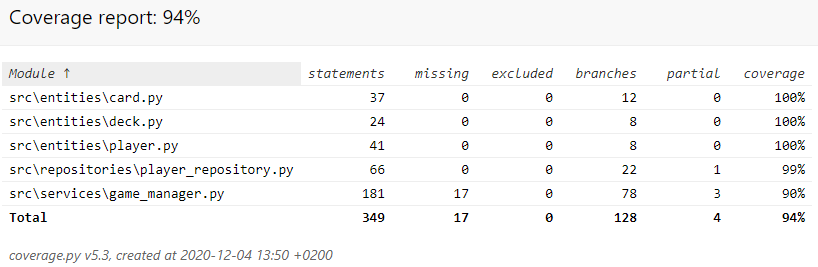 Coverage report: 94%
Module ↑ statements missing excluded branches partial coverage
src\entities\card.py 37 0 0 12 0 100%
src\entities\deck.py 24 0 0 8 0 100%
src\entities\player.py 41 0 0 8 0 100%
src\repositories\player_repository.py 66 0 0 22 1 99%
src\services\game_manager.py 181 17 0 78 3 90%
Total 349 17 0 128 4 94%
coverage.py v5.3, created at 2020-12-04 13:50 +0200